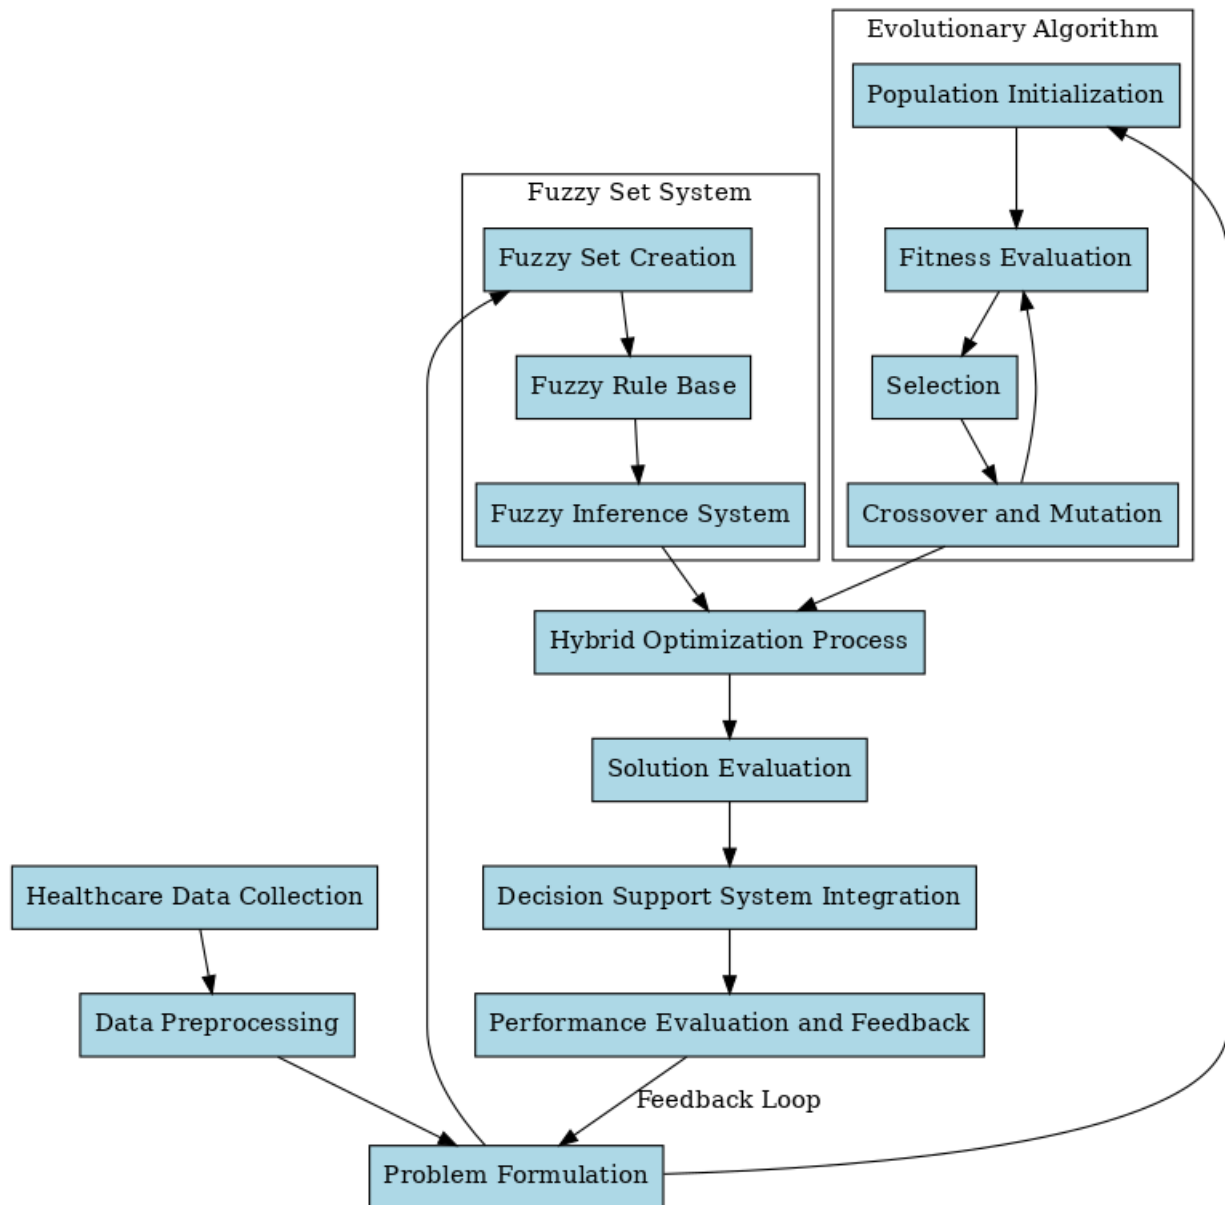 Evolutionary Algorithm
Population Initialization
Fuzzy Set System
Fuzzy Set Creation
Fitness Evaluation
Fuzzy Rule Base
Selection
Fuzzy Inference System
Crossover and Mutation
Hybrid Optimization Process
Solution Evaluation
Healthcare Data Collection
Decision Support System Integration
Data Preprocessing
Performance Evaluation and Feedback
Feedback Loop
Problem Formulation